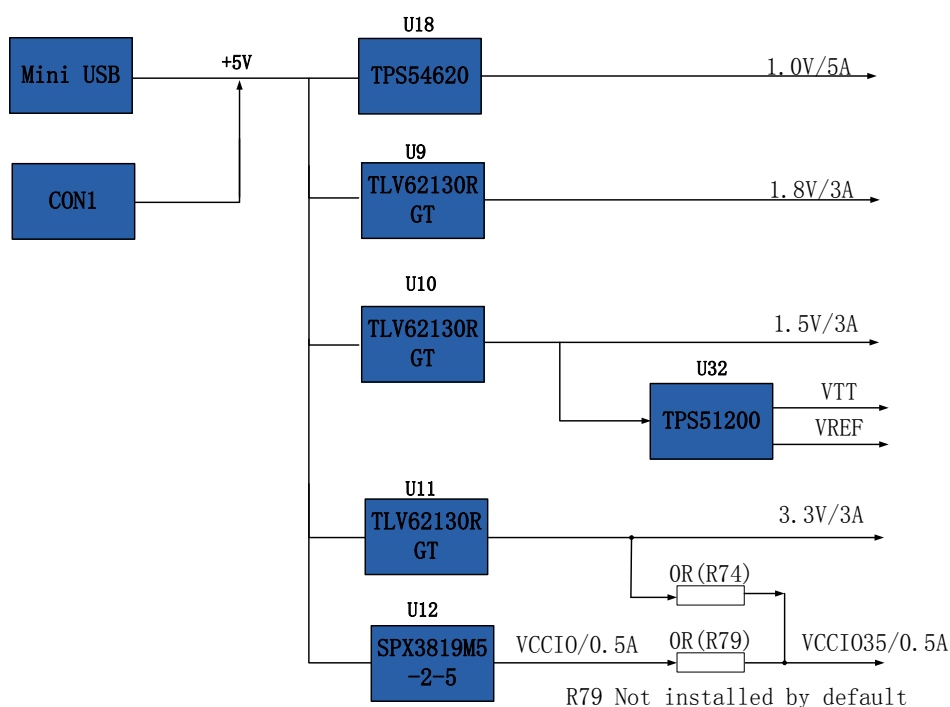 U18
Mini USB
+5V
TPS54620
1.0V/5A
U9
CON1
TLV62130R
GT
1.8V/3A
U10
TLV62130R
GT
1.5V/3A
U32
TPS51200
VTT
VREF
U11
TLV62130R
GT
3.3V/3A
0R(R74)
U12
SPX3819M5
-2-5
VCCIO/0.5A
0R(R79)
VCCIO35/0.5A
R79 Not installed by default